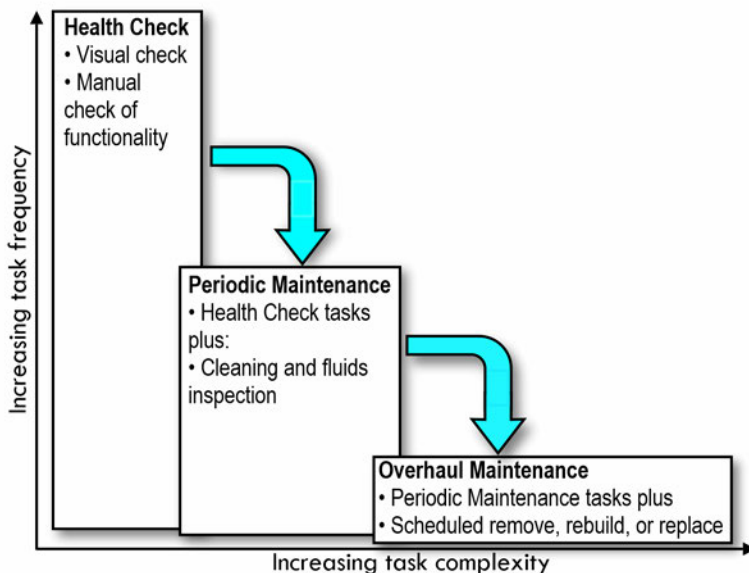 Health Check
• Visual check
• Manual
check of
functionality
Increasing task frequency
Periodic Maintenance
• Health Check tasks
plus:
• Cleaning and fluids
inspection
Overhaul Maintenance
• Periodic Maintenance tasks plus
• Scheduled remove, rebuild, or replace
Increasing task complexity